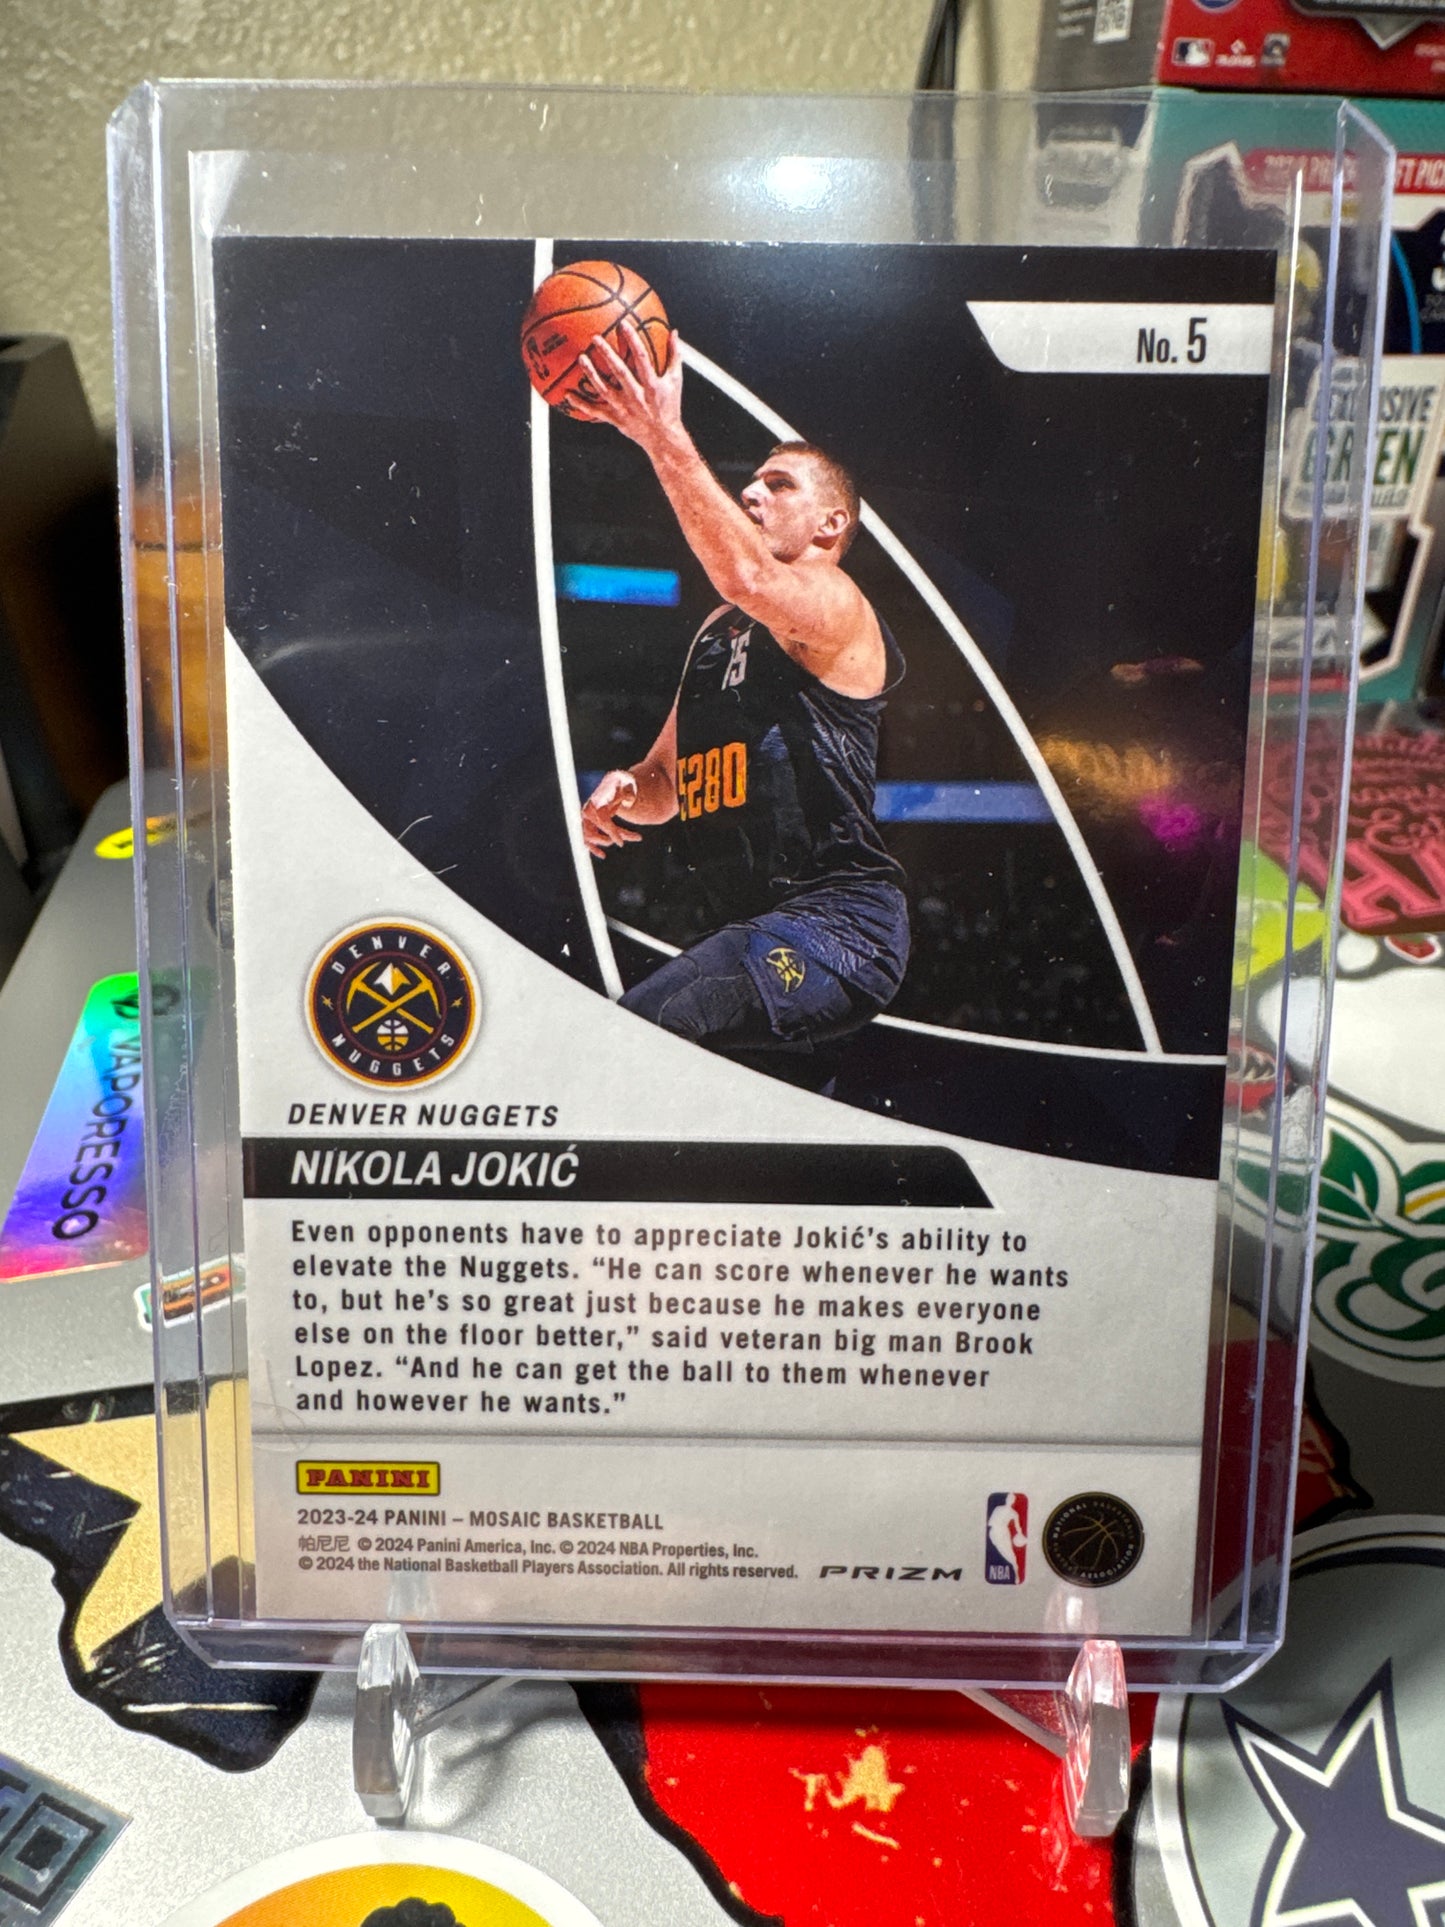 No. 5
15
5280
DENVER
NUGGETS
DENVER NUGGETS
NIKOLA JOKIĆ
Even opponents have to appreciate Jokić's ability to
elevate the Nuggets. “He can score whenever he wants
to, but he's so great just because he makes everyone
else on the floor better,” said veteran big man Brook
Lopez. “And he can get the ball to them whenever
and however he wants.”
PANINI
2023-24 PANINI – MOSAIC BASKETBALL
帕尼尼 © 2024 Panini America, Inc. © 2024 NBA Properties, Inc.
© 2024 the National Basketball Players Association. All rights reserved.
PRIZM
NBA
VAPORESSO